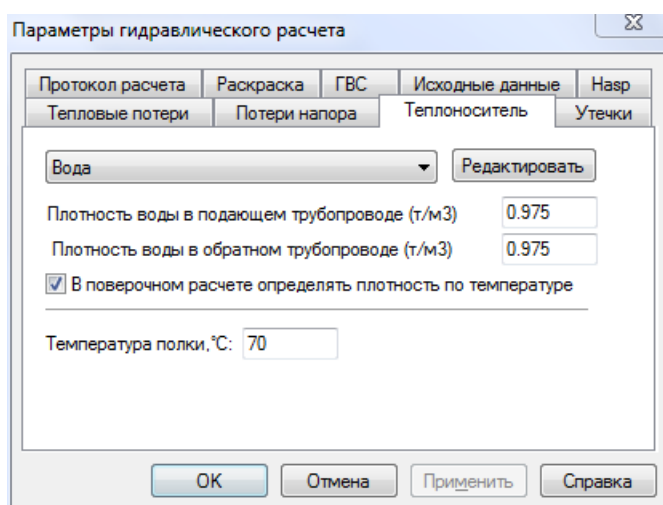 Параметры гидравлического расчета
Протокол расчета Раскраска ГВС Исходные данные Hasp
Тепловые потери Потери напора Теплоноситель Утечки
Вода Редактировать
Плотность воды в подающем трубопроводе (т/м3) 0.975
Плотность воды в обратном трубопроводе (т/м3) 0.975
В поверочном расчете определять плотность по температуре
Температура полки,°С: 70
OK Отмена Применить Справка